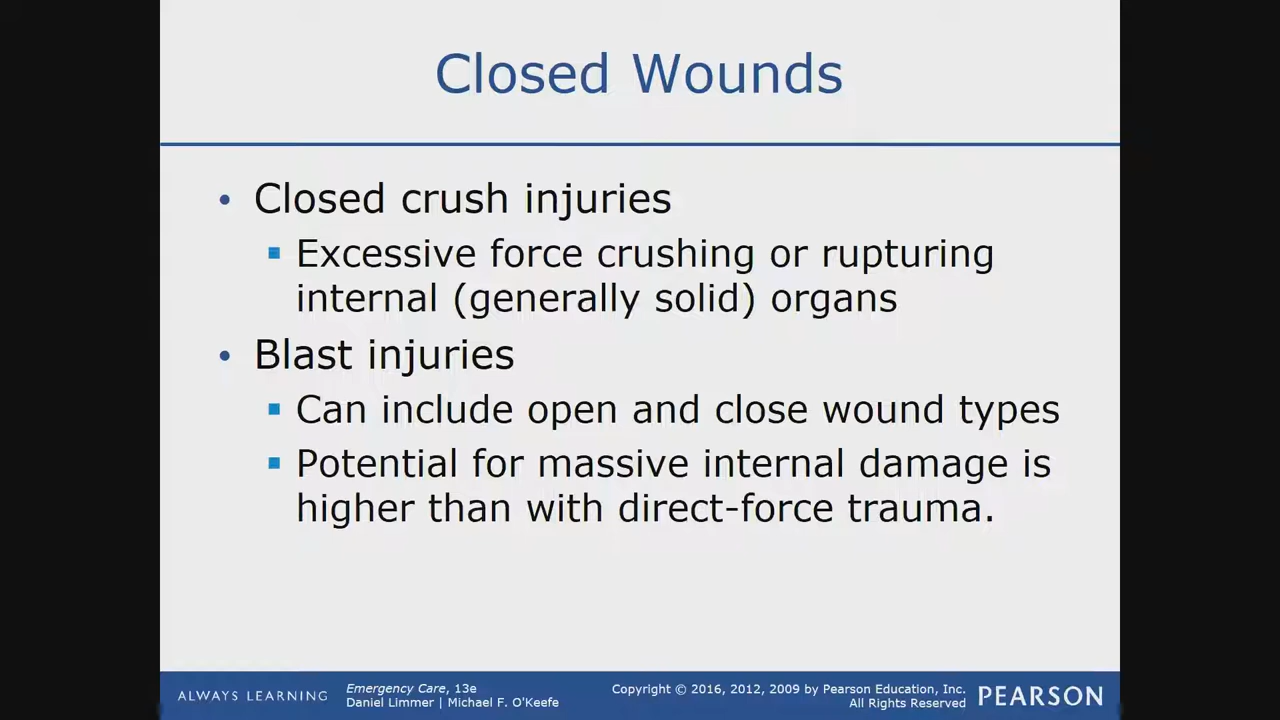 Closed Wounds
• Closed crush injuries
▪ Excessive force crushing or rupturing
internal (generally solid) organs
• Blast injuries
▪ Can include open and close wound types
▪ Potential for massive internal damage is
higher than with direct-force trauma.
ALWAYS LEARNING
Emergency Care, 13e
Daniel Limmer | Michael F. O'Keefe
Copyright © 2016, 2012, 2009 by Pearson Education, Inc.
All Rights Reserved
PEARSON